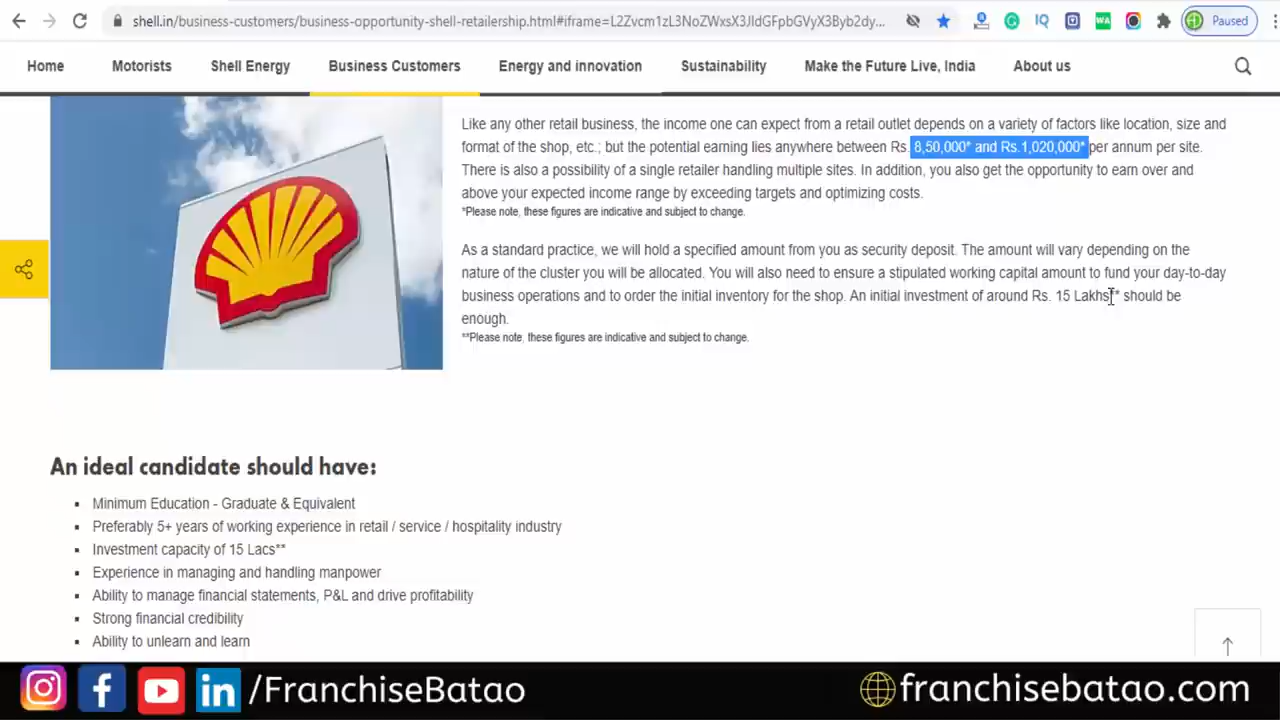 shell.in/business-customers/business-opportunity-shell-retailership.html#iframe=L2Zvcm1zL3NoZWxsX3JldGFpbGVyX3Byb2dy...
Paused
Home Motorists Shell Energy Business Customers Energy and innovation Sustainability Make the Future Live, India About us
Like any other retail business, the income one can expect from a retail outlet depends on a variety of factors like location, size and
format of the shop, etc.; but the potential earning lies anywhere between Rs. 8,50,000* and Rs.1,020,000* per annum per site.
There is also a possibility of a single retailer handling multiple sites. In addition, you also get the opportunity to earn over and
above your expected income range by exceeding targets and optimizing costs.
*Please note, these figures are indicative and subject to change.
As a standard practice, we will hold a specified amount from you as security deposit. The amount will vary depending on the
nature of the cluster you will be allocated. You will also need to ensure a stipulated working capital amount to fund your day-to-day
business operations and to order the initial inventory for the shop. An initial investment of around Rs. 15 Lakhs** should be
enough.
**Please note, these figures are indicative and subject to change.
An ideal candidate should have:
Minimum Education - Graduate & Equivalent
Preferably 5+ years of working experience in retail / service / hospitality industry
Investment capacity of 15 Lacs**
Experience in managing and handling manpower
Ability to manage financial statements, P&L and drive profitability
Strong financial credibility
Ability to unlearn and learn
/FranchiseBatao
franchisebatao.com